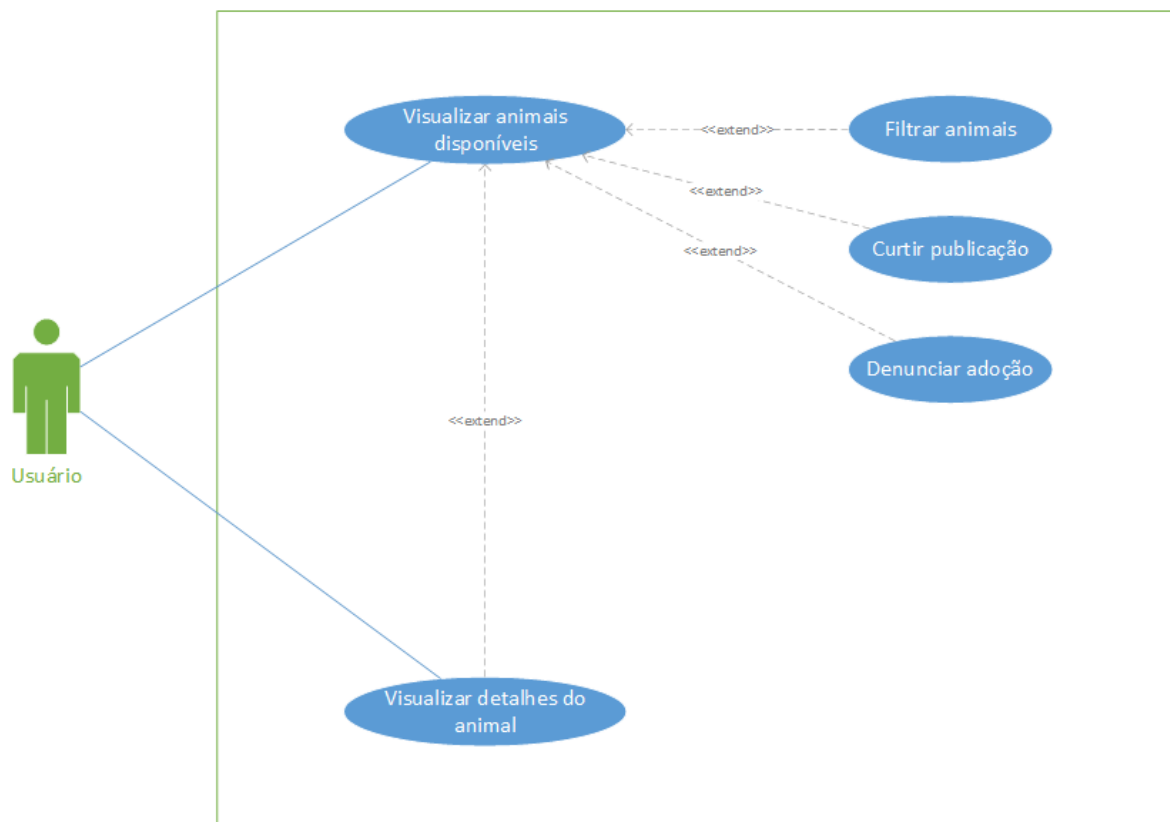 Visualizar animais
disponíveis
<<extend>>
Filtrar animais
<<extend>>
Curtir publicação
<<extend>>
Denunciar adoção
<<extend>>
Usuário
Visualizar detalhes do
animal